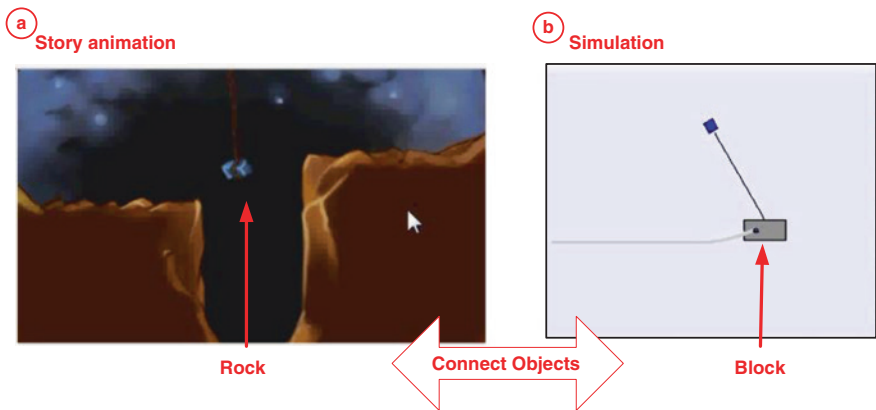 a
Story animation
b
Simulation
Rock
Connect Objects
Block